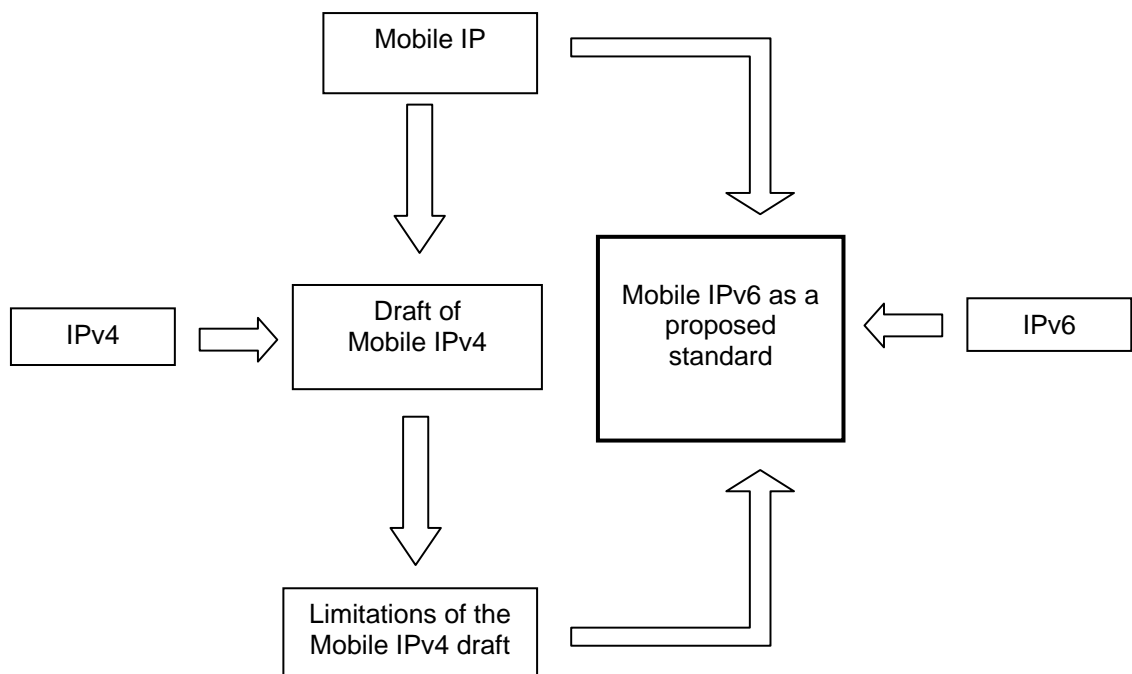 Mobile IP
IPv4
Draft of
Mobile IPv4
Mobile IPv6 as a
proposed
standard
IPv6
Limitations of the
Mobile IPv4 draft